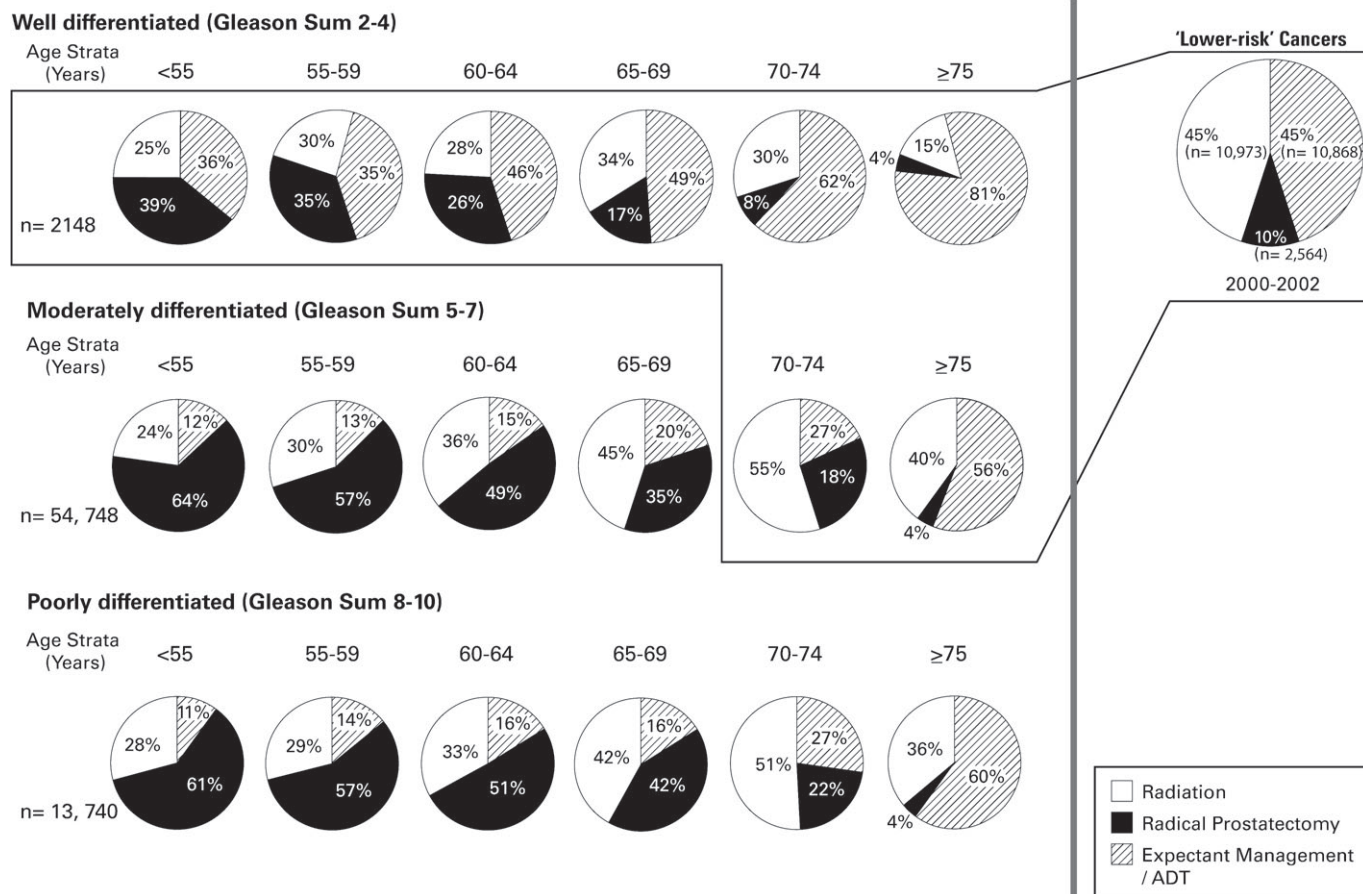 Well differentiated (Gleason Sum 2-4)
Age Strata
(Years)
<55 55-59 60-64 65-69 70-74 ≥75
25% 36% 39%
30% 35% 35%
28% 46% 26%
34% 49% 17%
30% 62% 8%
15% 4% 81%
n= 2148
Moderately differentiated (Gleason Sum 5-7)
Age Strata
(Years)
<55 55-59 60-64 65-69 70-74 ≥75
24% 12% 64%
30% 13% 57%
36% 15% 49%
45% 20% 35%
55% 27% 18%
40% 56% 4%
n= 54, 748
Poorly differentiated (Gleason Sum 8-10)
Age Strata
(Years)
<55 55-59 60-64 65-69 70-74 ≥75
28% 11% 61%
29% 14% 57%
33% 16% 51%
42% 16% 42%
51% 27% 22%
36% 60% 4%
n= 13, 740
'Lower-risk' Cancers
45% 45%
(n= 10,973) (n= 10,868)
10%
(n= 2,564)
2000-2002
Radiation
Radical Prostatectomy
Expectant Management
/ ADT